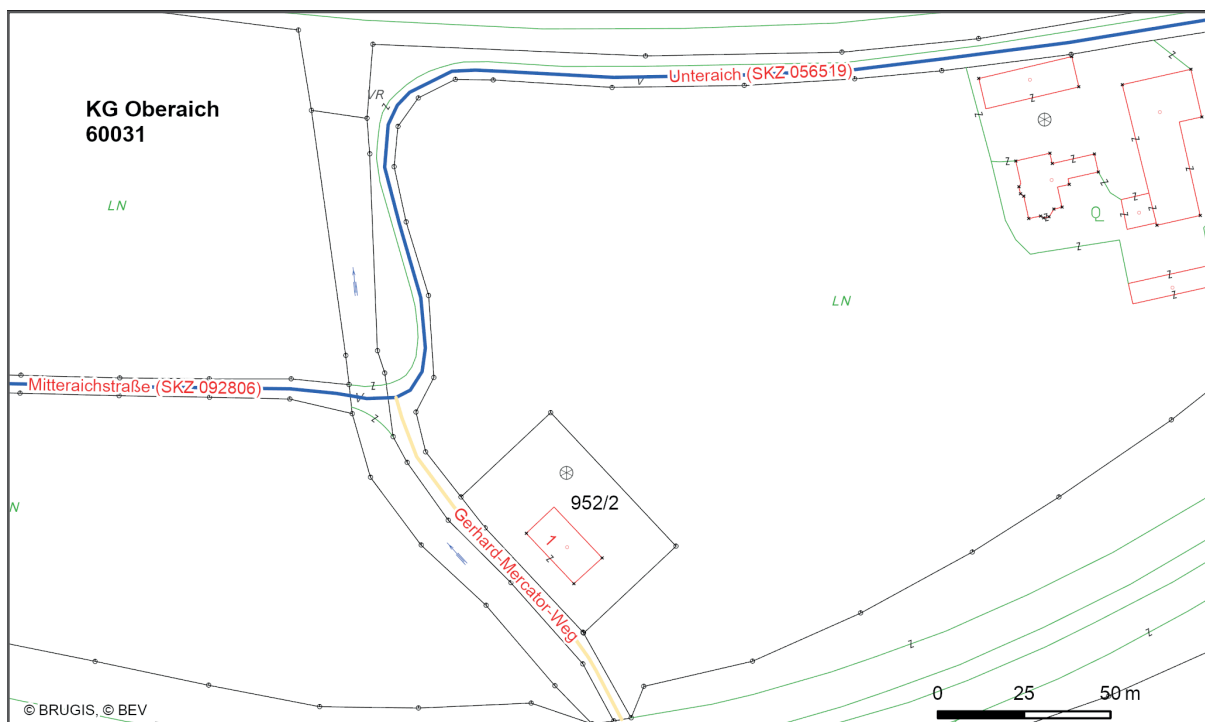 Unteraich (SKZ 056519)
V
VR
Z
Z
Z
Z
Z
KG Oberaich
60031
Z
Z
Z
Z
Z
Z
Z
LN
Q
Z
Z
Z
LN
Mitteraichstraße (SKZ 092806)
Z
V
Z
952/2
N
1
Z
Gerhard-Mercator-Weg
Z
Z
0 25 50 m
© BRUGIS, © BEV